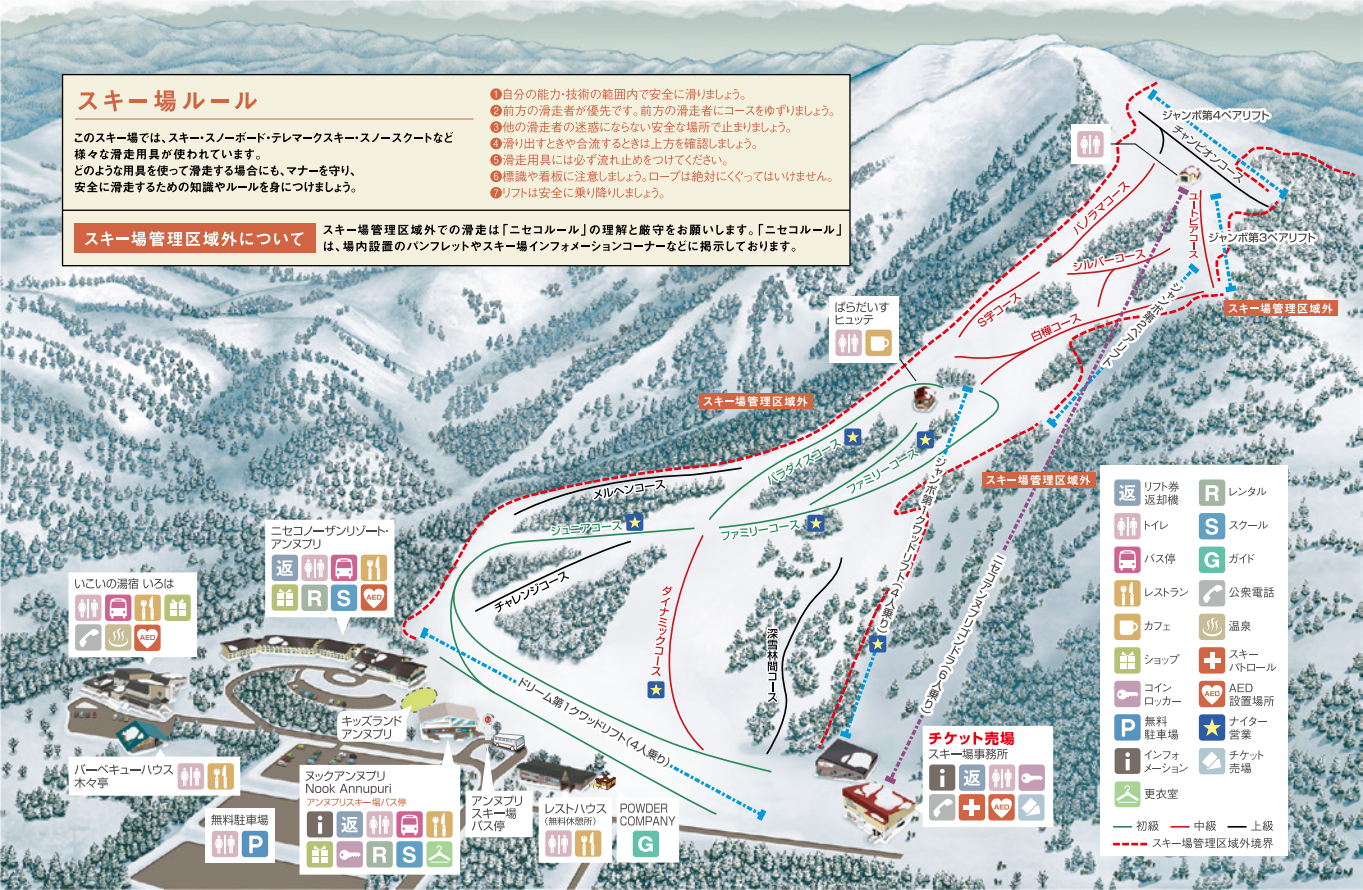 スキー場ルール
このスキー場では、スキー・スノーボード・テレマークスキー・スノースクートなど
様々な滑走用具が使われています。
どのような用具を使って滑走する場合にも、マナーを守り、
安全に滑走するための知識やルールを身につけましょう。
❶自分の能力・技術の範囲内で安全に滑りましょう。
❷前方の滑走者が優先です。前方の滑走者にコースをゆずりましょう。
❸他の滑走者の迷惑にならない安全な場所で止まりましょう。
❹滑り出すときや合流するときは上方を確認しましょう。
❺滑走用具には必ず流れ止めをつけてください。
❻標識や看板に注意しましょう。ロープは絶対にくぐってはいけません。
❼リフトは安全に乗り降りしましょう。
スキー場管理区域外について
スキー場管理区域外での滑走は「ニセコルール」の理解と厳守をお願いします。「ニセコルール」
は、場内設置のパンフレットやスキー場インフォメーションコーナーなどに掲示しております。
ジャンボ第4ペアリフト
チャンピオンコース
パノラマコース
ユートピアコース
ジャンボ第3ペアリフト
シルバーコース
S字コース
白樺コース
ジャンボ第2ペアリフト
スキー場管理区域外
ぱらだいす
ヒュッテ
スキー場管理区域外
パラダイスコース
ファミリーコース
メルヘンコース
ジュニアコース
ファミリーコース
ジャンボ第1クワッドリフト(4人乗り)
スキー場管理区域外
チャレンジコース
ダイナミックコース
深雪林間コース
ニセコアンヌプリゴンドラ(6人乗り)
ドリーム第1クワッドリフト(4人乗り)
ニセコノーザンリゾート・
アンヌプリ
返
R S AED
いこいの湯宿 いろは
AED
キッズランド
アンヌプリ
バーベキューハウス
木々亭
無料駐車場
P
ヌックアンヌプリ
Nook Annupuri
アンヌプリスキー場バス停
i 返
R S
アンヌプリ
スキー場
バス停
レストハウス
(無料休憩所)
POWDER
COMPANY
G
チケット売場
スキー場事務所
i 返
AED
返 リフト券
返却機
R レンタル
トイレ
S スクール
バス停
G ガイド
レストラン
公衆電話
カフェ
温泉
ショップ
スキー
パトロール
コイン
ロッカー
AED AED
設置場所
P 無料
駐車場
ナイター
営業
i インフォ
メーション
チケット
売場
更衣室
初級 中級 上級
スキー場管理区域外境界